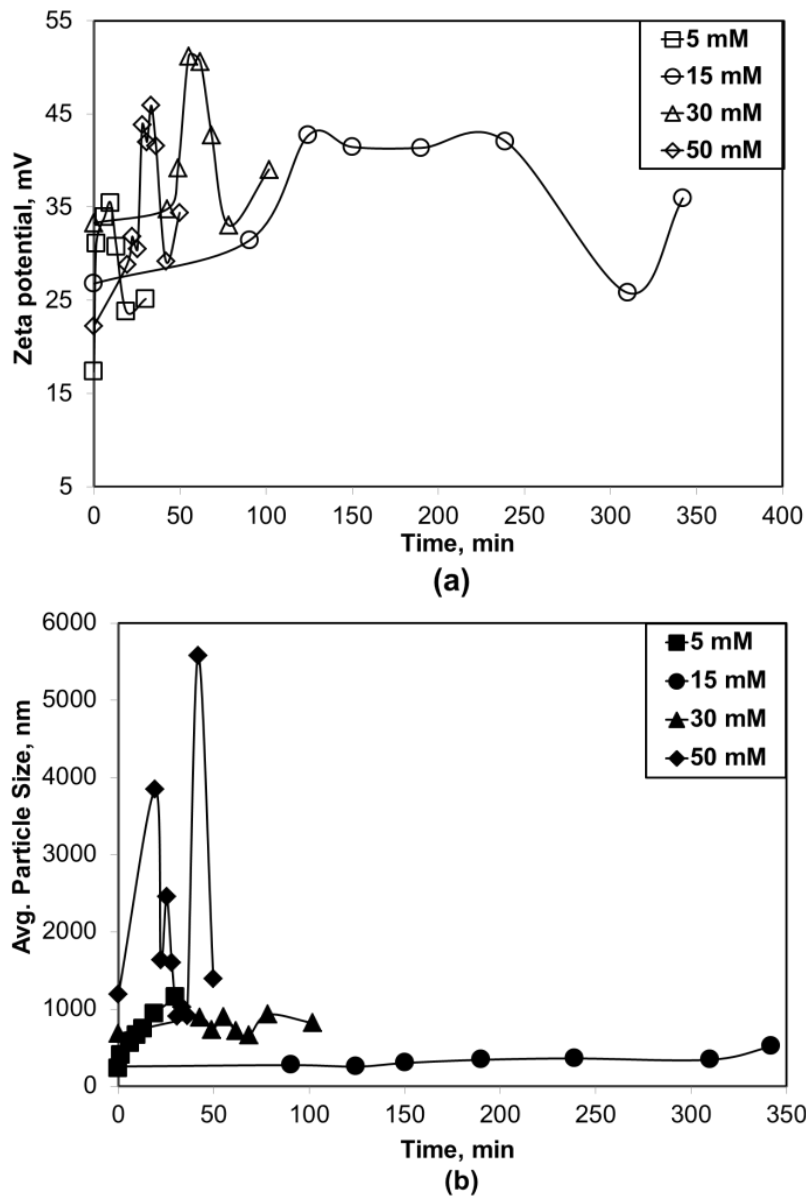 55
45
35
25
15
5
Zeta potential, mV
5 mM
15 mM
30 mM
50 mM
0 50 100 150 200 250 300 350 400
Time, min
(a)
6000
5000
4000
3000
2000
1000
0
Avg. Particle Size, nm
5 mM
15 mM
30 mM
50 mM
0 50 100 150 200 250 300 350
Time, min
(b)